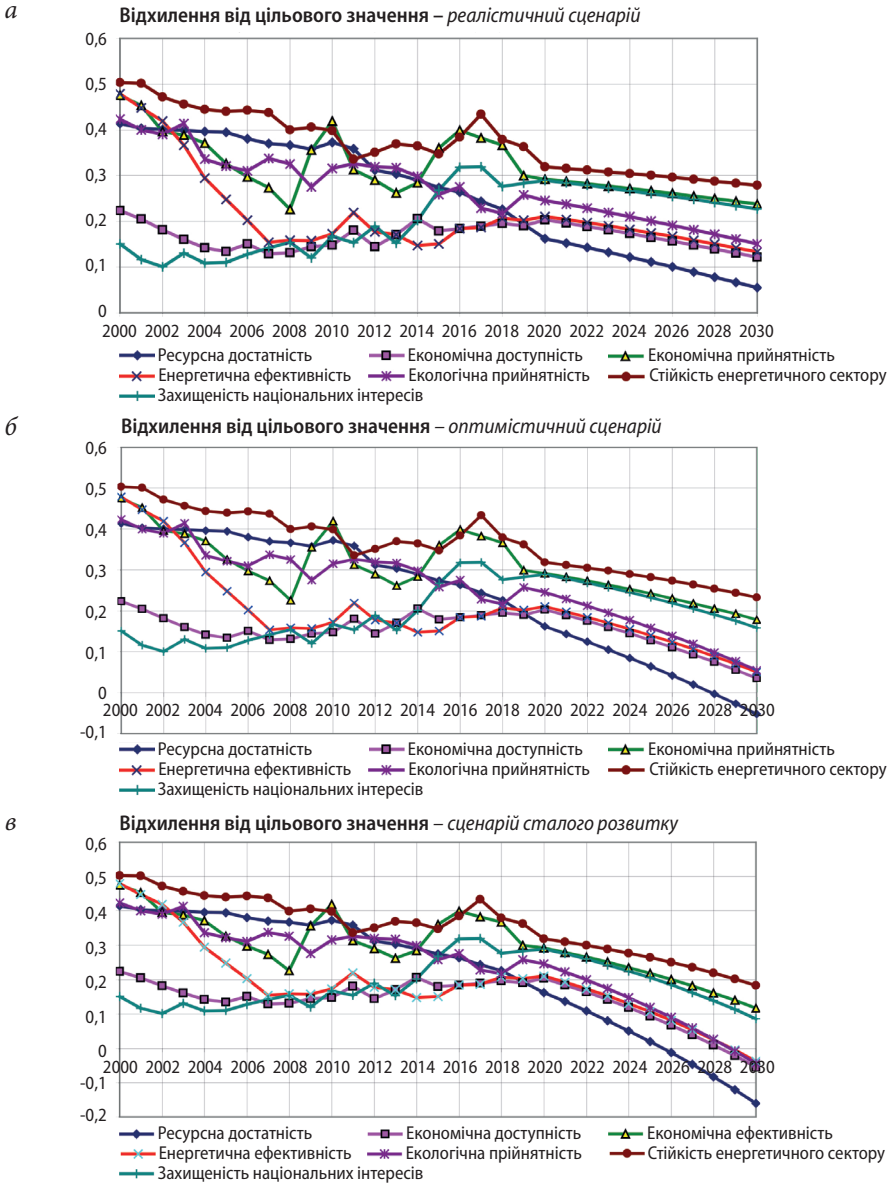 а
Відхилення від цільового значення – реалістичний сценарій
0,6
0,5
0,4
0,3
0,2
0,1
0
2000 2002 2004 2006 2008 2010 2012 2014 2016 2018 2020 2022 2024 2026 2028 2030
Ресурсна достатність Економічна доступність Економічна прийнятність
Енергетична ефективність Екологічна прийнятність Стійкість енергетичного сектору
Захищеність національних інтересів
б
Відхилення від цільового значення – оптимістичний сценарій
0,6
0,5
0,4
0,3
0,2
0,1
0
2000 2002 2004 2006 2008 2010 2012 2014 2016 2018 2020 2022 2024 2026 2028 2030
-0,1
Ресурсна достатність Економічна доступність Економічна прийнятність
Енергетична ефективність Екологічна прийнятність Стійкість енергетичного сектору
Захищеність національних інтересів
в
Відхилення від цільового значення – сценарій сталого розвитку
0,6
0,5
0,4
0,3
0,2
0,1
0
2000 2002 2004 2006 2008 2010 2012 2014 2016 2018 2020 2022 2024 2026 2028 2030
-0,1
-0,2
Ресурсна достатність Економічна доступність Економічна ефективність
Енергетична ефективність Екологічна прійнятність Стійкість енергетичного сектору
Захищеність національних інтересів